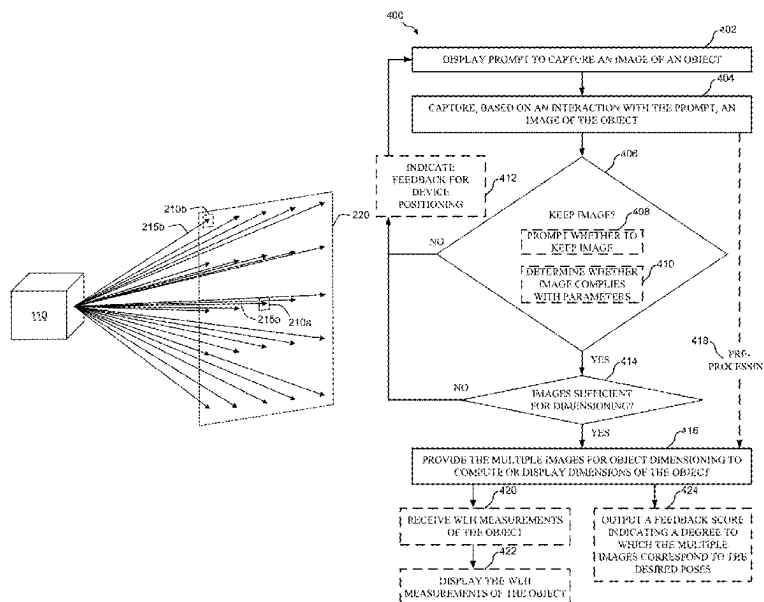 110
215b
210b
220
215a
210a
400
402
DISPLAY PROMPT TO CAPTURE AN IMAGE OF AN OBJECT
404
CAPTURE, BASED ON AN INTERACTION WITH THE PROMPT, AN
IMAGE OF THE OBJECT
406
412
INDICATE
FEEDBACK FOR
DEVICE
POSITIONING
KEEP IMAGE?
408
PROMPT WHETHER TO
KEEP IMAGE
410
DETERMINE WHETHER
IMAGE COMPLIES
WITH PARAMETERS
NO
YES
418
PRE-
PROCESSIN
414
IMAGES SUFFICIENT
FOR DIMENSIONING?
NO
YES
416
PROVIDE THE MULTIPLE IMAGES FOR OBJECT DIMENSIONING TO
COMPUTE OR DISPLAY DIMENSIONS OF THE OBJECT
420
RECEIVE WLH MEASUREMENTS
OF THE OBJECT
422
DISPLAY THE WLH
MEASUREMENTS OF THE OBJECT
424
OUTPUT A FEEDBACK SCORE
INDICATING A DEGREE TO
WHICH THE MULTIPLE
IMAGES CORRESPOND TO THE
DESIRED POSES